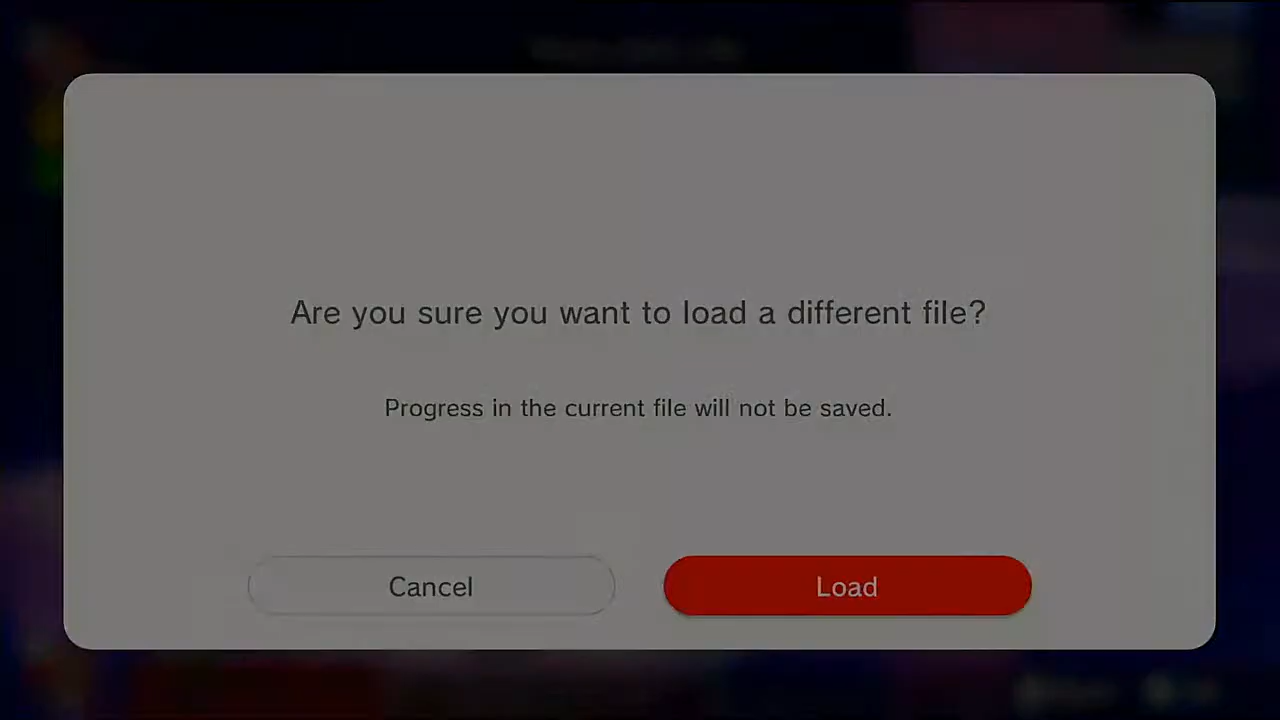 Are you sure you want to load a different file?
Progress in the current file will not be saved.
Cancel
Load